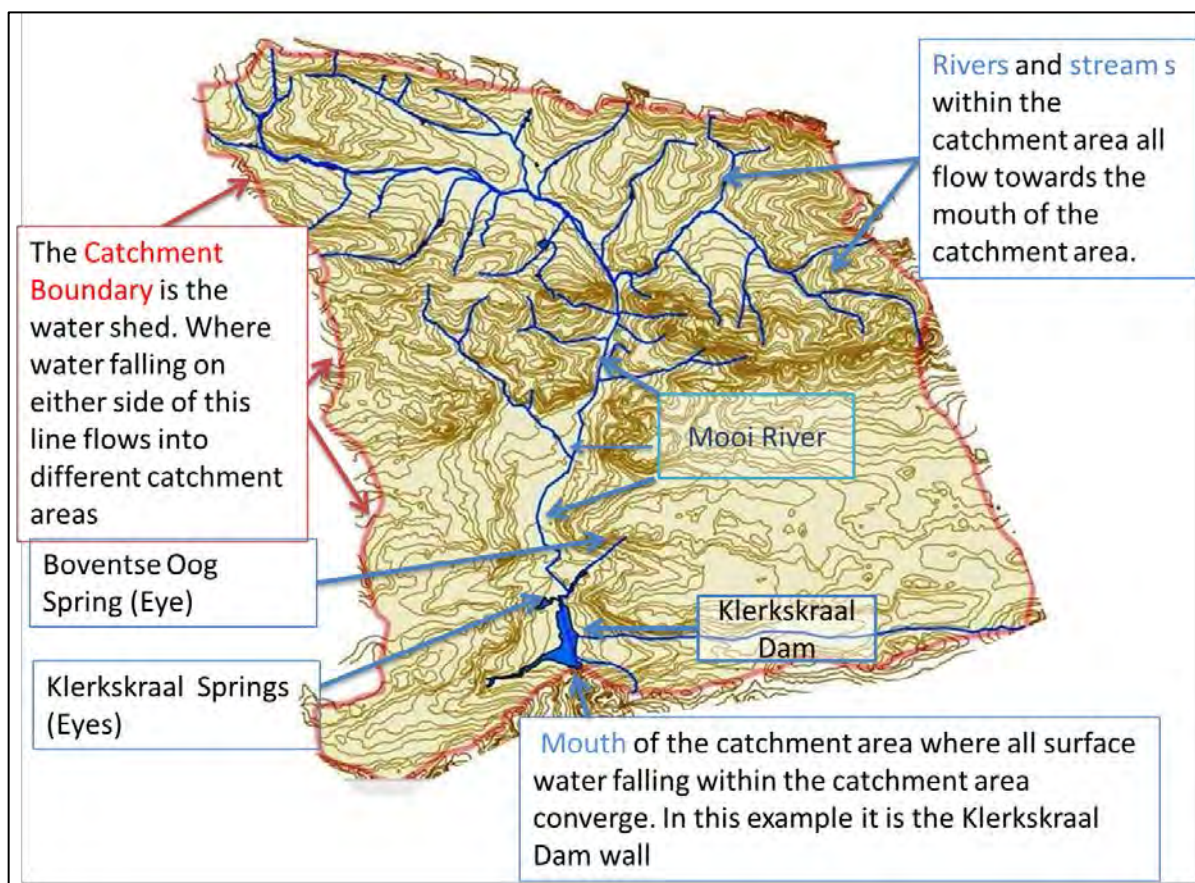 Rivers and stream s
within the
catchment area all
flow towards the
mouth of the
catchment area.
The Catchment
Boundary is the
water shed. Where
water falling on
either side of this
line flows into
different catchment
areas
Mooi River
Boventse Oog
Spring (Eye)
Klerkskraal
Dam
Klerkskraal Springs
(Eyes)
Mouth of the catchment area where all surface
water falling within the catchment area
converge. In this example it is the Klerkskraal
Dam wall